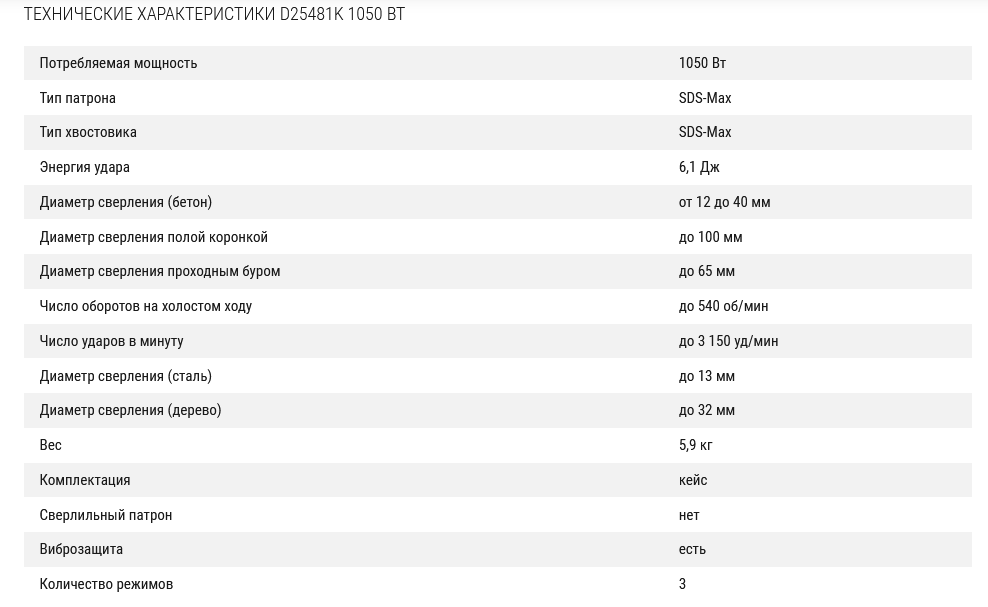 ТЕХНИЧЕСКИЕ ХАРАКТЕРИСТИКИ D25481K 1050 ВТ
Потребляемая мощность 1050 Вт
Тип патрона SDS-Max
Тип хвостовика SDS-Max
Энергия удара 6,1 Дж
Диаметр сверления (бетон) от 12 до 40 мм
Диаметр сверления полой коронкой до 100 мм
Диаметр сверления проходным буром до 65 мм
Число оборотов на холостом ходу до 540 об/мин
Число ударов в минуту до 3 150 уд/мин
Диаметр сверления (сталь) до 13 мм
Диаметр сверления (дерево) до 32 мм
Вес 5,9 кг
Комплектация кейс
Сверлильный патрон нет
Виброзащита есть
Количество режимов 3